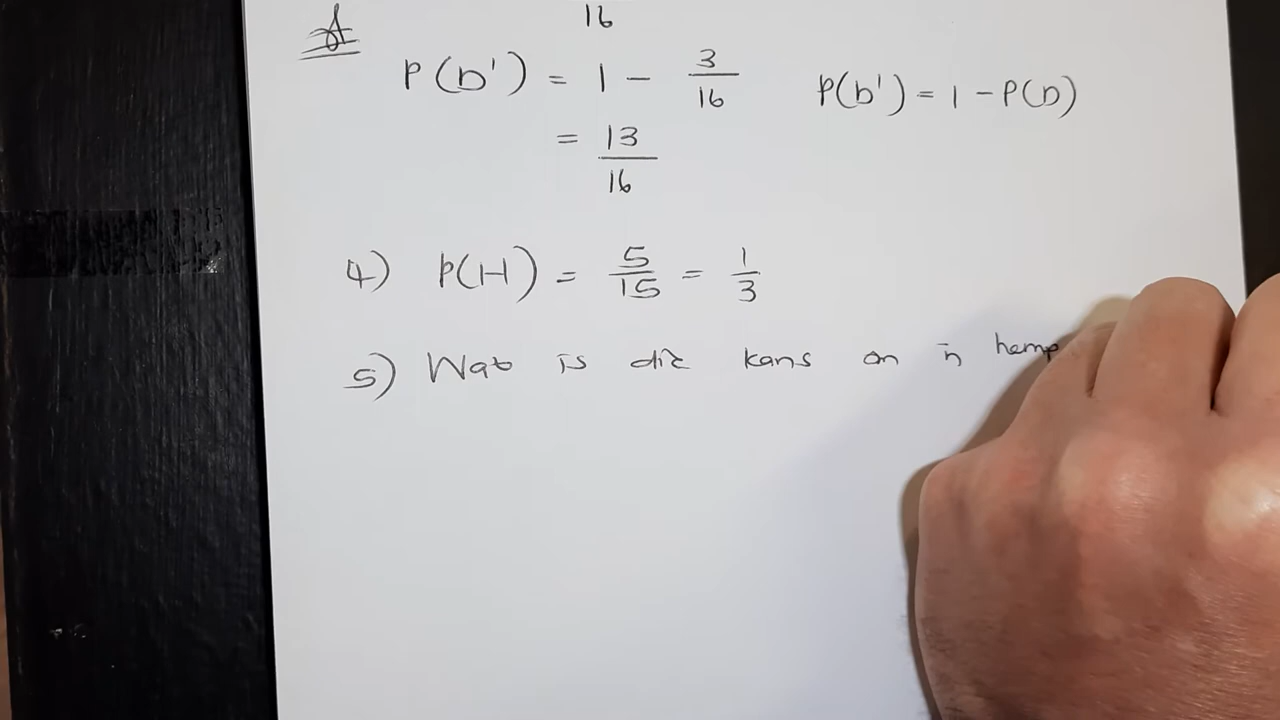 16
P(D') = 1 - 3/16 P(D') = 1 - P(D)
= 13/16
4) P(H) = 5/15 = 1/3
5) Wat is die kans om 'n hemp